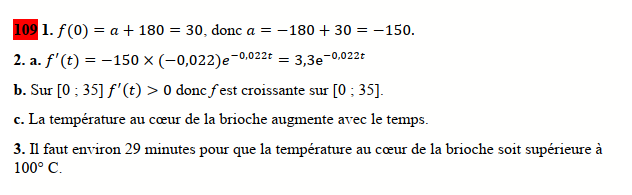 109 1. f(0) = a + 180 = 30, donc a = −180 + 30 = −150.
2. a. f'(t) = −150 × (−0,022)e^{−0,022t} = 3,3e^{−0,022t}
b. Sur [0 ; 35] f'(t) > 0 donc f est croissante sur [0 ; 35].
c. La température au cœur de la brioche augmente avec le temps.
3. Il faut environ 29 minutes pour que la température au cœur de la brioche soit supérieure à
100° C.